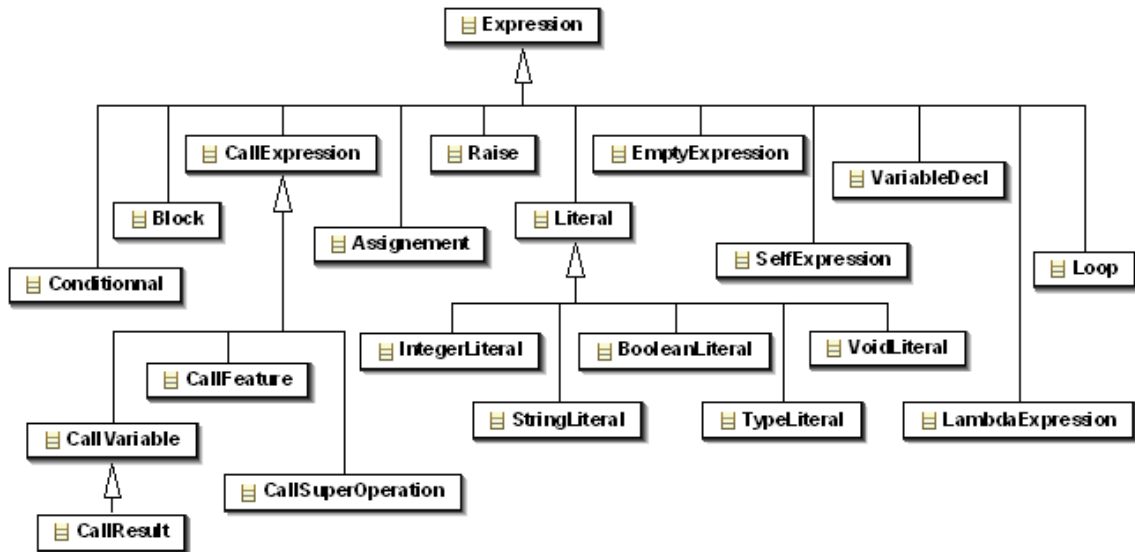 Expression
CallExpression
Raise
EmptyExpression
VariableDecl
Block
Literal
Assignement
SelfExpression
Loop
Conditionnal
IntegerLiteral
BooleanLiteral
VoidLiteral
CallFeature
StringLiteral
TypeLiteral
LambdaExpression
CallVariable
CallSuperOperation
CallResult